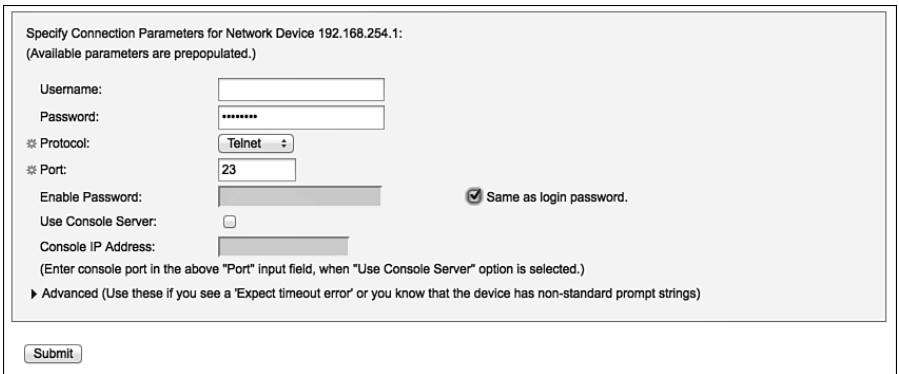 Specify Connection Parameters for Network Device 192.168.254.1:
(Available parameters are prepopulated.)
Username:
Password: ••••••••
Protocol: Telnet
Port: 23
Enable Password: Same as login password.
Use Console Server:
Console IP Address:
(Enter console port in the above "Port" input field, when "Use Console Server" option is selected.)
Advanced (Use these if you see a 'Expect timeout error' or you know that the device has non-standard prompt strings)
Submit